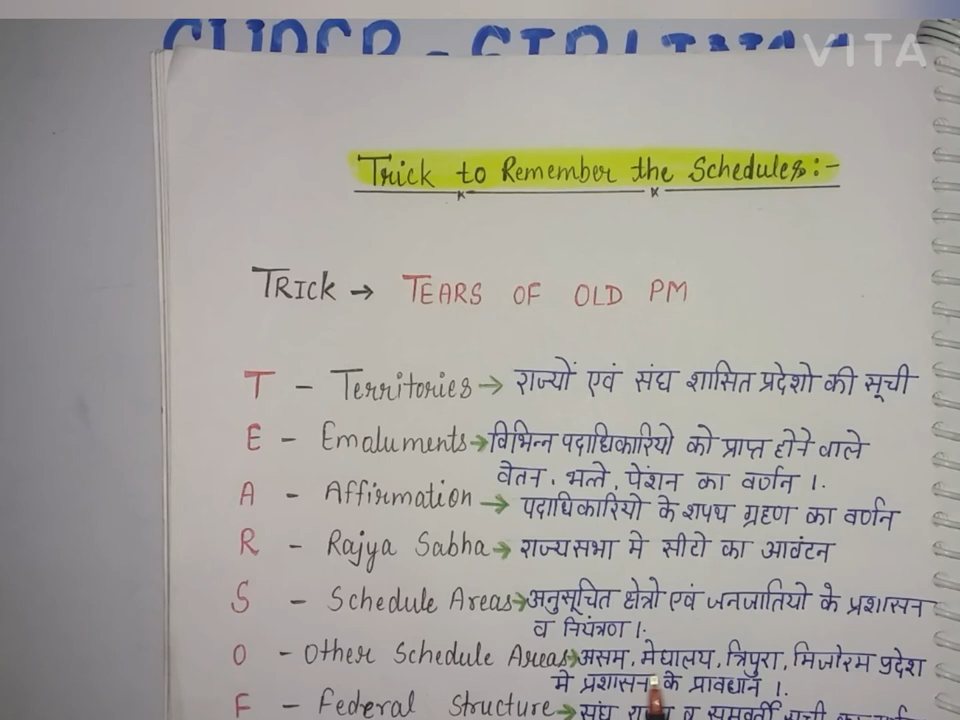 VITA
Trick to Remember the Schedules:-
TRICK → TEARS OF OLD PM
T - Territories → राज्यों एवं संघ शासित प्रदेशो की सूची
E - Emaluments → विभिन्न पदाधिकारियो को प्राप्त होने वाले
वेतन, भत्ते, पेंशन का वर्णन ।.
A - Affirmation → पदाधिकारियो के शपथ ग्रहण का वर्णन
R - Rajya Sabha → राज्यसभा मे सीटो का आवंटन
S - Schedule Areas → अनुसूचित क्षेत्रो एवं जनजातियो के प्रशासन
व नियंत्रण ।.
O - Other Schedule Areas → असम, मेघालय, त्रिपुरा, मिजोरम प्रदेश
मे प्रशासन के प्रावधान ।.
F - Federal Structure → संघ व समवर्ती